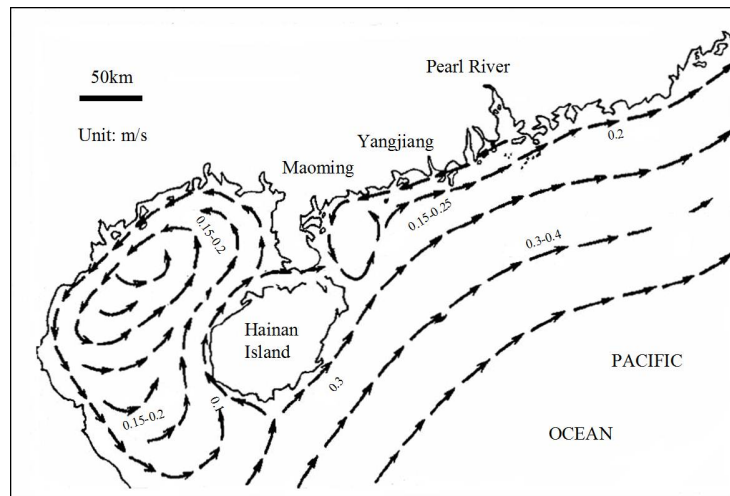 Pearl River
50km
Unit: m/s
Yangjiang
Maoming
0.2
0.15-0.25
0.15-0.2
0.3-0.4
Hainan
Island
PACIFIC
0.3
0.1
0.15-0.2
OCEAN